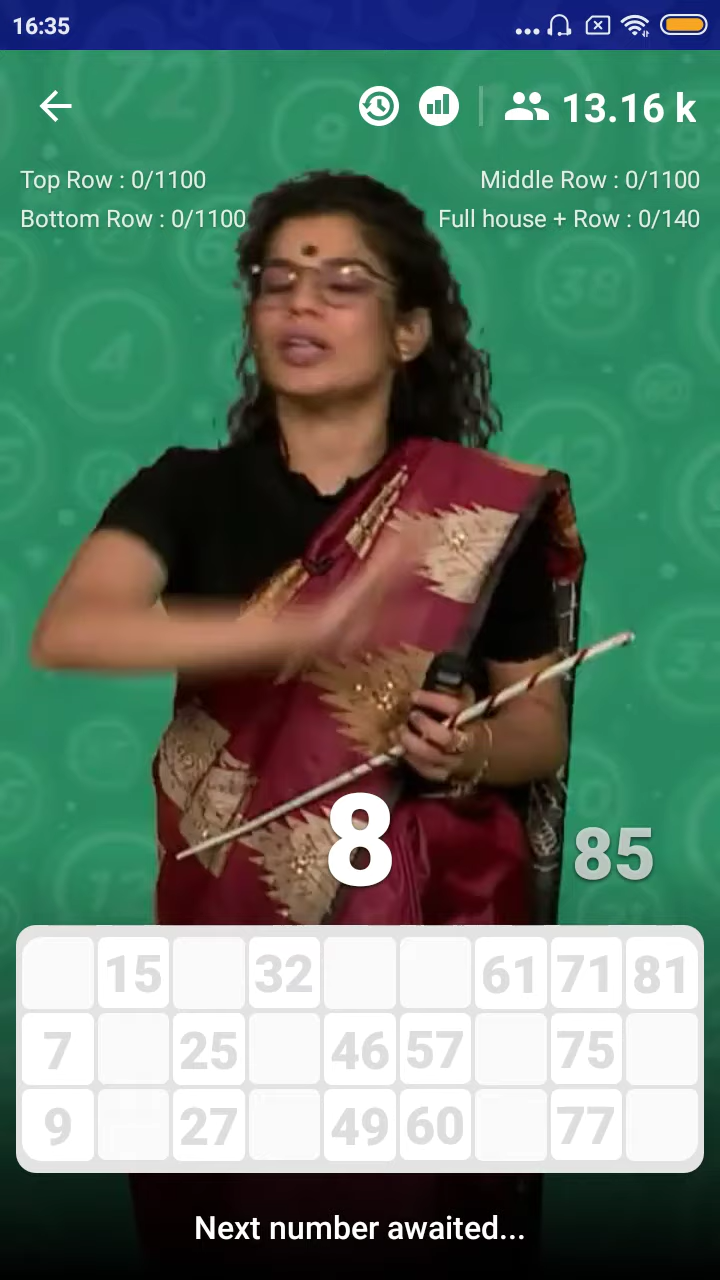 16:35
13.16 k
Top Row : 0/1100 Middle Row : 0/1100
Bottom Row : 0/1100 Full house + Row : 0/140
8 85
15 32 61 71 81
7 25 46 57 75
9 27 49 60 77
Next number awaited...